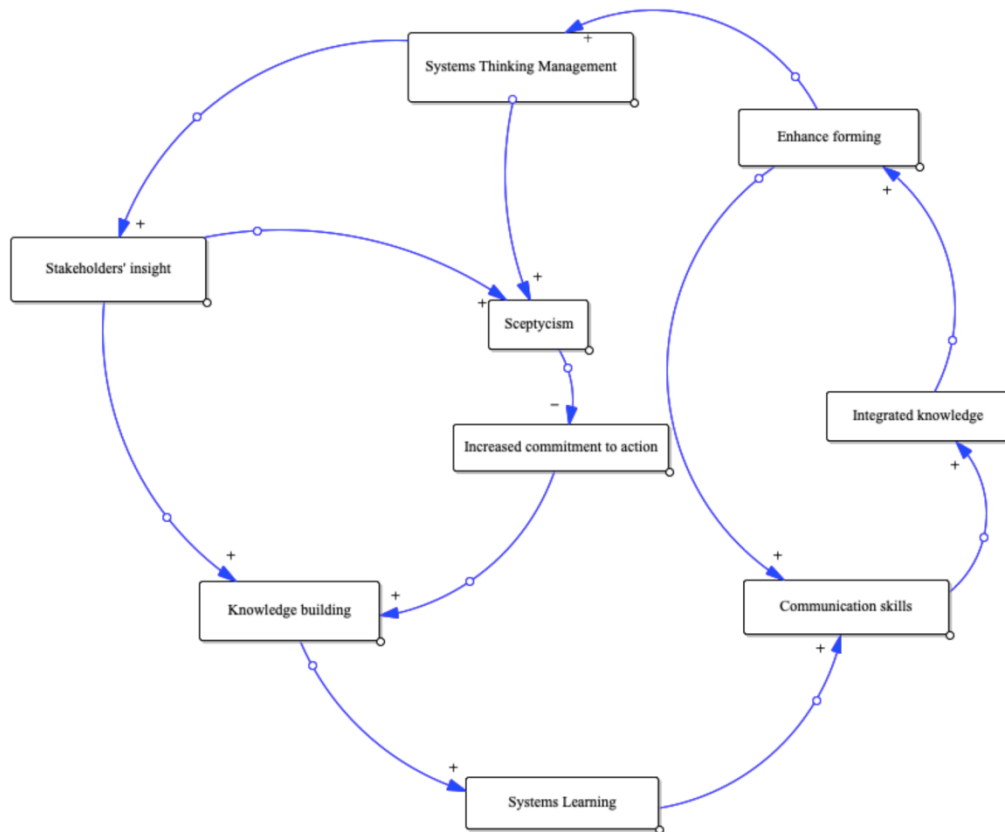 +
Systems Thinking Management
Enhance forming
+
+
Stakeholders' insight
+
+
Sceptycism
−
Integrated knowledge
Increased commitment to action
+
+
+
+
Communication skills
Knowledge building
+
+
Systems Learning